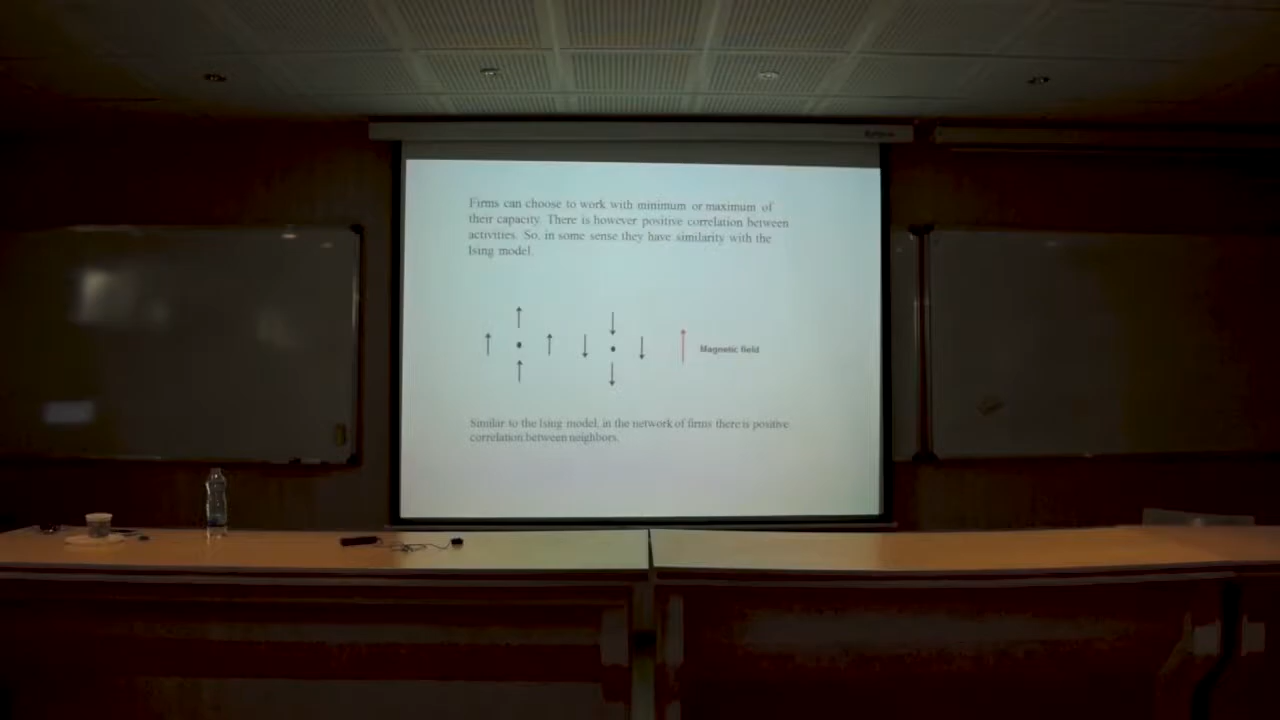 Firms can choose to work with minimum or maximum of
their capacity. There is however positive correlation between
activities. So, in some sense they have similarity with the
Ising model.
Magnetic field
Similar to the Ising model, in the network of firms there is positive
correlation between neighbors.